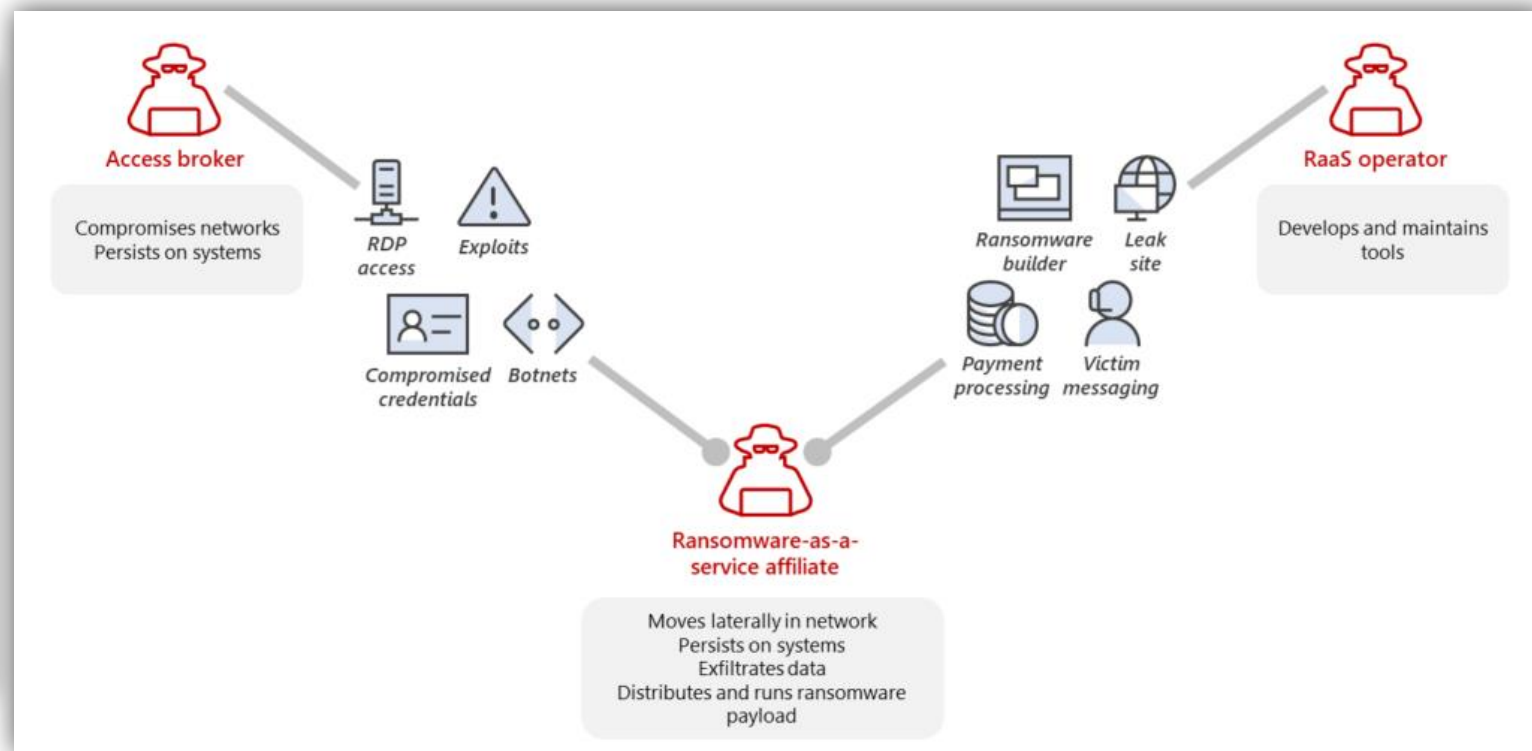 Access broker
Compromises networks
Persists on systems
RDP
access
Exploits
Compromised
credentials
Botnets
RaaS operator
Develops and maintains
tools
Ransomware
builder
Leak
site
Payment
processing
Victim
messaging
Ransomware-as-a-
service affiliate
Moves laterally in network
Persists on systems
Exfiltrates data
Distributes and runs ransomware
payload